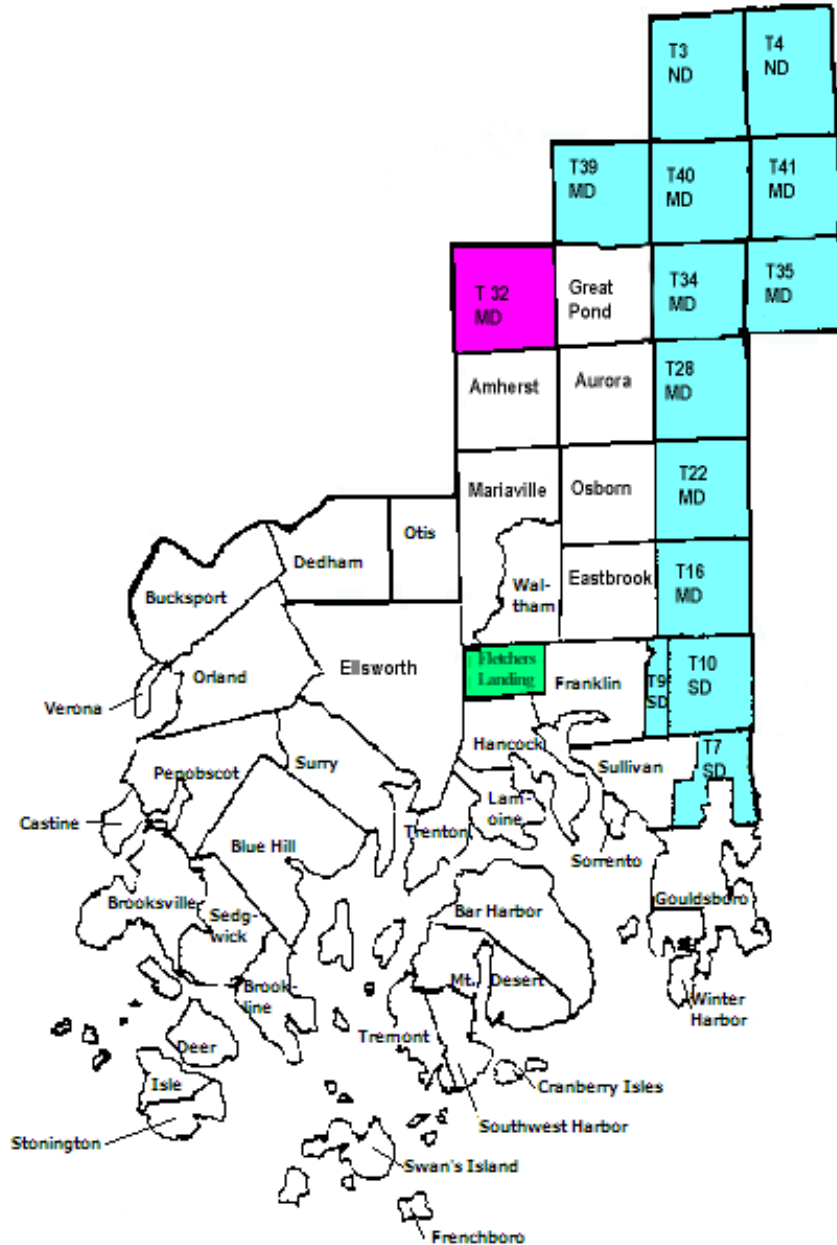 T3
ND
T4
ND
T39
MD
T40
MD
T41
MD
T 32
MD
Great
Pond
T34
MD
T35
MD
Amherst
Aurora
T28
MD
Mariaville
Osborn
T22
MD
Otis
Dedham
Wal-
tham
Eastbrook
T16
MD
Bucksport
Ellsworth
Fletchers
Landing
Franklin
T9
SD
T10
SD
Orland
Verona
Hancock
Sullivan
T7
SD
Penobscot
Surry
Castine
Blue Hill
Trenton
Lam-
oine
Sorrento
Brooksville
Sedg-
wick
Bar Harbor
Gouldsboro
Brook-
line
Mt. Desert
Winter
Harbor
Deer
Isle
Tremont
Cranberry Isles
Southwest Harbor
Stonington
Swan's Island
Frenchboro